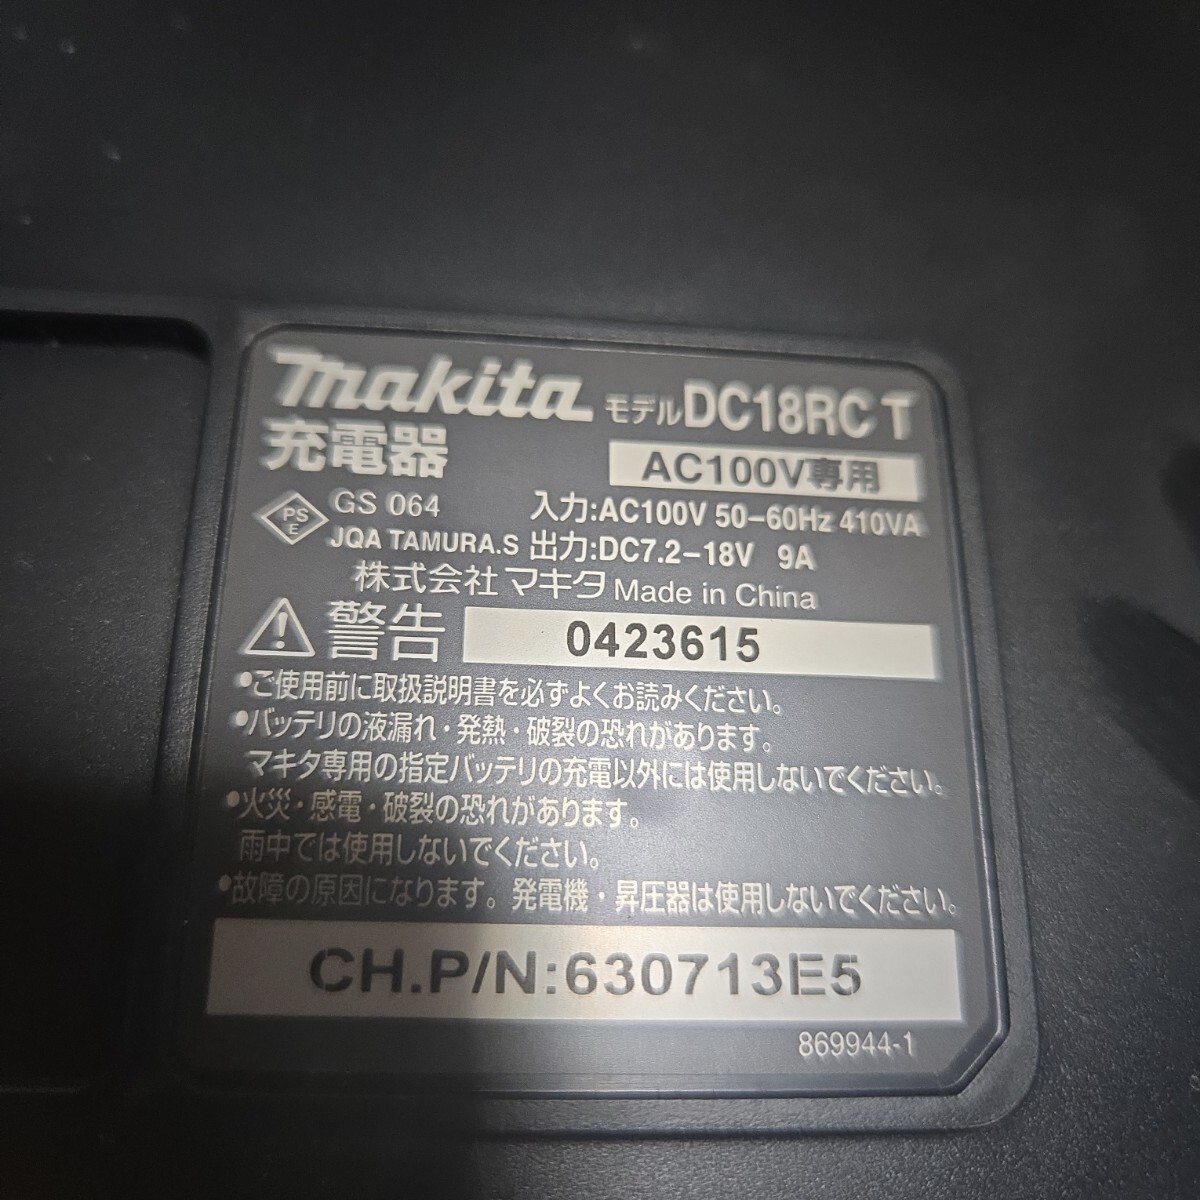 makita モデル DC18RC T
充電器 AC100V専用
PS E GS 064 入力:AC100V 50-60Hz 410VA
JQA TAMURA.S 出力:DC7.2-18V 9A
株式会社 マキタ Made in China
警告 0423615
•ご使用前に取扱説明書を必ずよくお読みください。
•バッテリの液漏れ・発熱・破裂の恐れがあります。
マキタ専用の指定バッテリの充電以外には使用しないでください。
•火災・感電・破裂の恐れがあります。
雨中では使用しないでください。
•故障の原因になります。発電機・昇圧器は使用しないでください。
CH.P/N:630713E5
869944-1